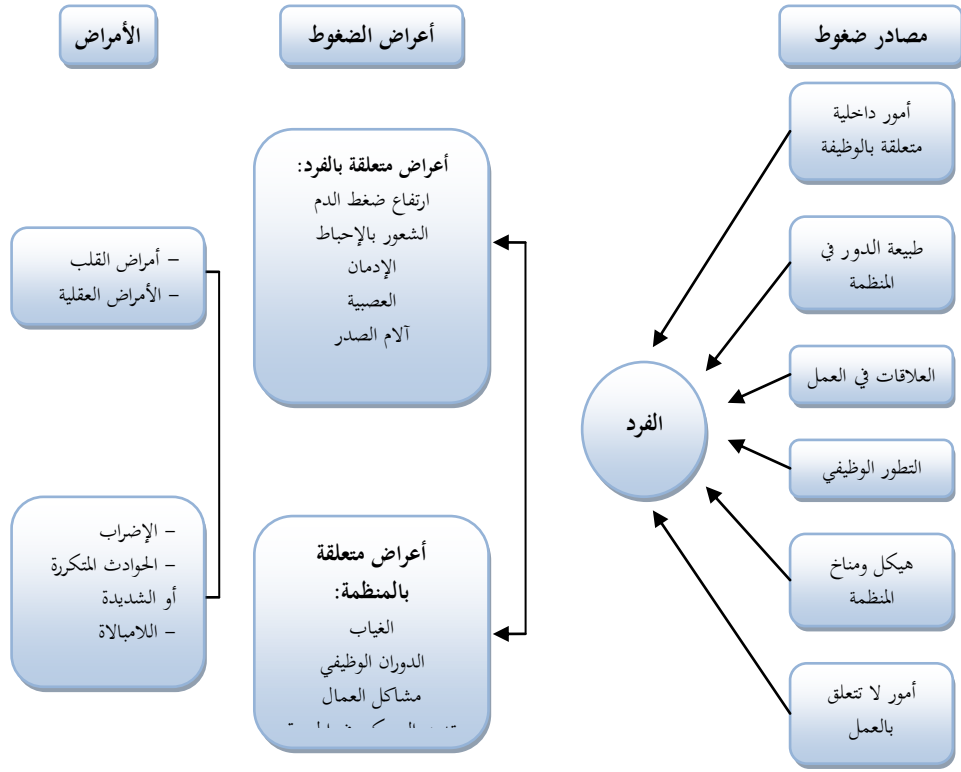 مصادر ضغوط
أعراض الضغوط
الأمراض
أمور داخلية
متعلقة بالوظيفة
طبيعة الدور في
المنظمة
العلاقات في العمل
التطور الوظيفي
هيكل ومناخ
المنظمة
أمور لا تتعلق
بالعمل
الفرد
أعراض متعلقة بالفرد:
ارتفاع ضغط الدم
الشعور بالإحباط
الإدمان
العصبية
آلام الصدر
أعراض متعلقة
بالمنظمة:
الغياب
الدوران الوظيفي
مشاكل العمال
– أمراض القلب
– الأمراض العقلية
– الإضراب
– الحوادث المتكررة
أو الشديدة
– اللامبالاة